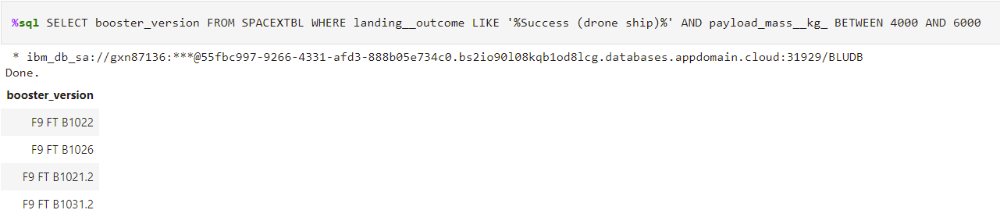 %sql SELECT booster_version FROM SPACEXTBL WHERE landing__outcome LIKE '%Success (drone ship)%' AND payload_mass__kg_ BETWEEN 4000 AND 6000
* ibm_db_sa://gxn87136:***@55fbc997-9266-4331-afd3-888b05e734c0.bs2io90l08kqb1od8lcg.databases.appdomain.cloud:31929/BLUDB
Done.
booster_version
F9 FT B1022
F9 FT B1026
F9 FT B1021.2
F9 FT B1031.2